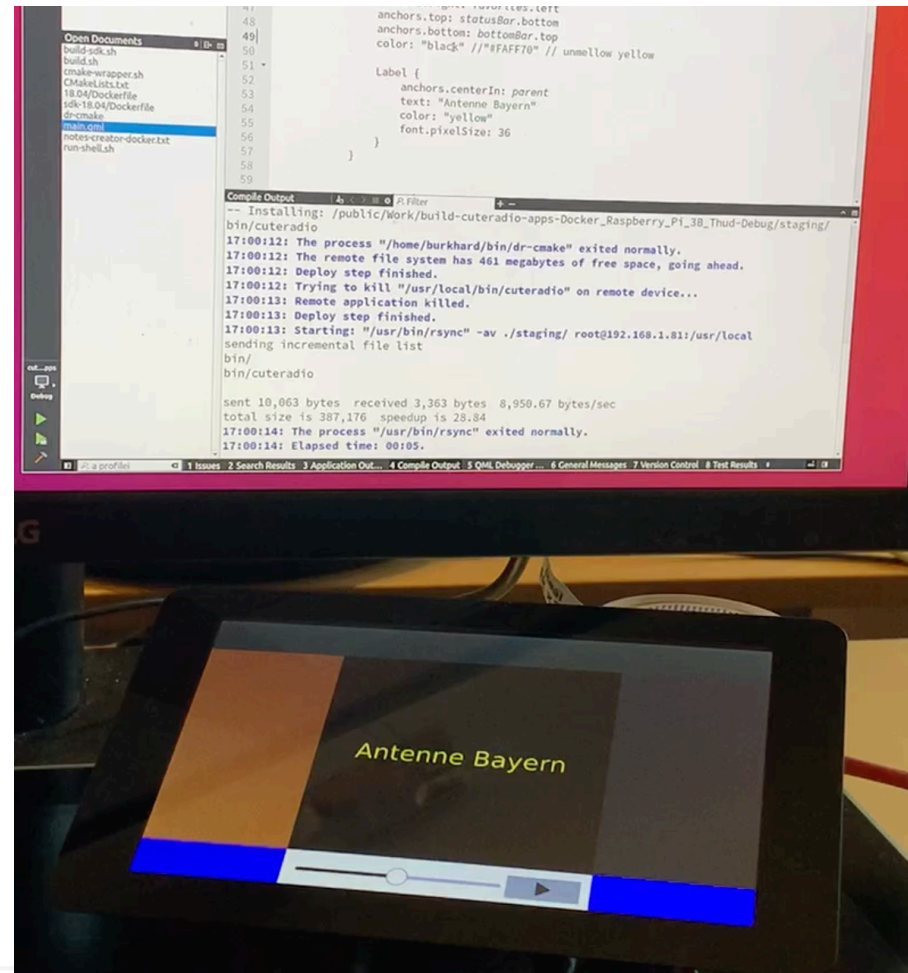 47
48
49
50
51
52
53
54
55
56
57
58
59
anchors.top: statusBar.bottom
anchors.bottom: bottomBar.top
color: "black" //"#FAFF70" // unmellow yellow
Label {
anchors.centerIn: parent
text: "Antenne Bayern"
color: "yellow"
font.pixelSize: 36
}
}
Open Documents
build-sdk.sh
build.sh
cmake-wrapper.sh
CMakeLists.txt
18.04/Dockerfile
sdk-18.04/Dockerfile
dr-cmake
main.qml
notes-creator-docker.txt
run-shell.sh
Compile Output
Filter
-- Installing: /public/Work/build-cuteradio-apps-Docker_Raspberry_Pi_3B_Thud-Debug/staging/
bin/cuteradio
17:00:12: The process "/home/burkhard/bin/dr-cmake" exited normally.
17:00:12: The remote file system has 461 megabytes of free space, going ahead.
17:00:12: Deploy step finished.
17:00:12: Trying to kill "/usr/local/bin/cuteradio" on remote device...
17:00:13: Remote application killed.
17:00:13: Deploy step finished.
17:00:13: Starting: "/usr/bin/rsync" -av ./staging/ root@192.168.1.81:/usr/local
sending incremental file list
bin/
bin/cuteradio
sent 10,063 bytes received 3,363 bytes 8,950.67 bytes/sec
total size is 387,176 speedup is 28.84
17:00:14: The process "/usr/bin/rsync" exited normally.
17:00:14: Elapsed time: 00:05.
cut...pps
Debug
a profilei
1 Issues 2 Search Results 3 Application Out... 4 Compile Output 5 QML Debugger ... 6 General Messages 7 Version Control 8 Test Results
G
Antenne Bayern